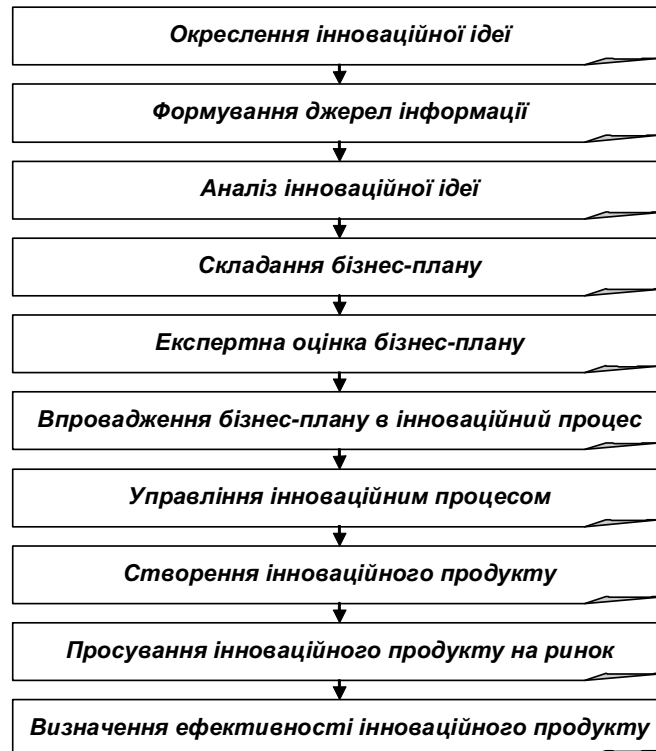 Окреслення інноваційної ідеї
Формування джерел інформації
Аналіз інноваційної ідеї
Складання бізнес-плану
Експертна оцінка бізнес-плану
Впровадження бізнес-плану в інноваційний процес
Управління інноваційним процесом
Створення інноваційного продукту
Просування інноваційного продукту на ринок
Визначення ефективності інноваційного продукту